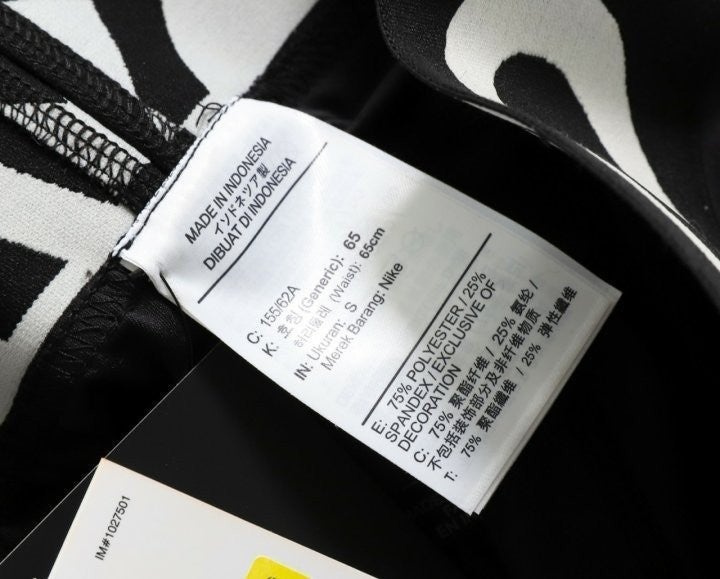 MADE IN INDONESIA
インドネツア型
DIBUAT DI INDONESIA
C: 155/62A
K: 호칭 (Generic): 65
허리둘레 (Waist): 65cm
IN: Ukuran: S
Merek Barang: Nike
E: 75% POLYESTER / 25%
SPANDEX / EXCLUSIVE OF
DECORATION
C: 75% 聚酯纤维 / 25% 氨纶 /
不包括装饰部分及非纤维物质
T: 75% 聚酯纖維 / 25% 彈性纖維
IM#1027501